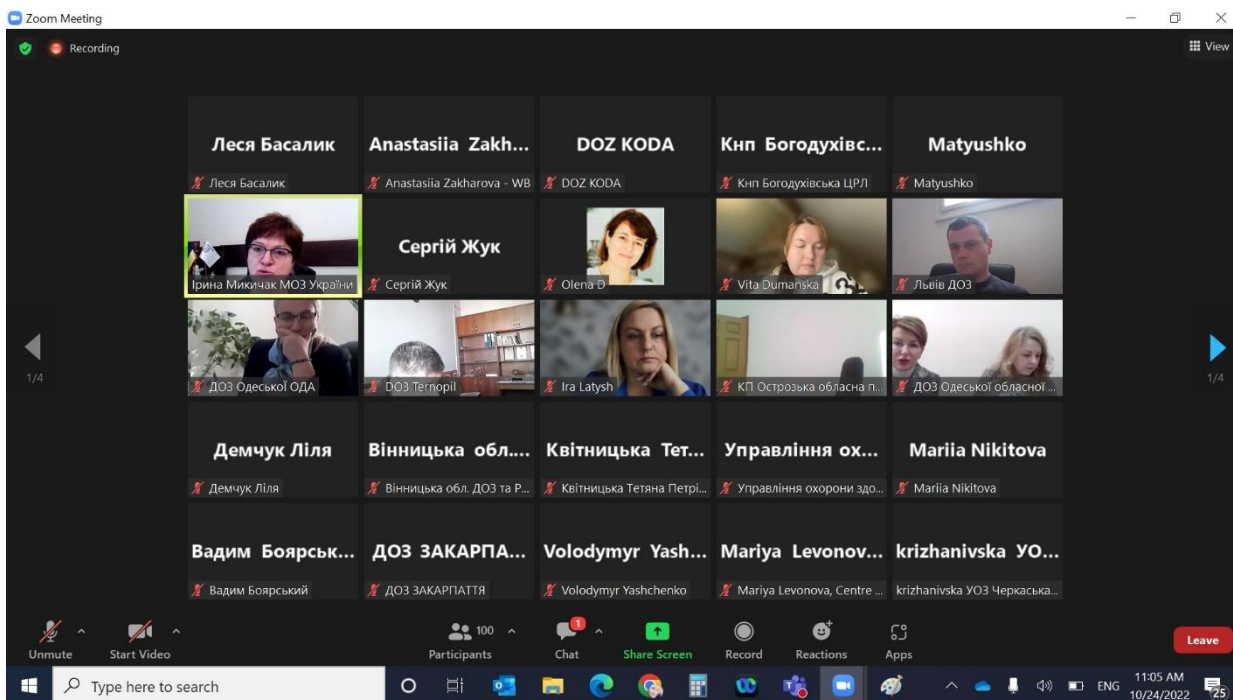 Zoom Meeting
Recording
View
Леся Басалик
Anastasiia Zakh...
DOZ KODA
Кнп Богодухівс...
Matyushko
Леся Басалик
Anastasiia Zakharova - WB
DOZ KODA
Кнп Богодухівська ЦРЛ
Matyushko
Сергій Жук
Ірина Микичак МОЗ України
Сергій Жук
Olena D
Vita Dumanska
Львів ДОЗ
1/4
1/4
ДОЗ Одеської ОДА
DO3 Ternopil
Ira Latysh
КП Острозька обласна п...
ДОЗ Одеської обласної ...
Демчук Ліля
Вінницька обл....
Квітницька Тет...
Управління ох...
Mariia Nikitova
Демчук Ліля
Вінницька обл. ДОЗ та Р...
Квітницька Тетяна Петрі...
Управління охорони здо...
Mariia Nikitova
Вадим Боярськ...
ДОЗ ЗАКАРПА...
Volodymyr Yash...
Mariya Levonov...
krizhanivska УО...
Вадим Боярський
ДОЗ ЗАКАРПАТТЯ
Volodymyr Yashchenko
Mariya Levonova, Centre ...
krizhanivska УОЗ Черкаська...
100
1
Unmute
Start Video
Participants
Chat
Share Screen
Record
Reactions
Apps
Leave
Type here to search
ENG
11:05 AM
10/24/2022
25